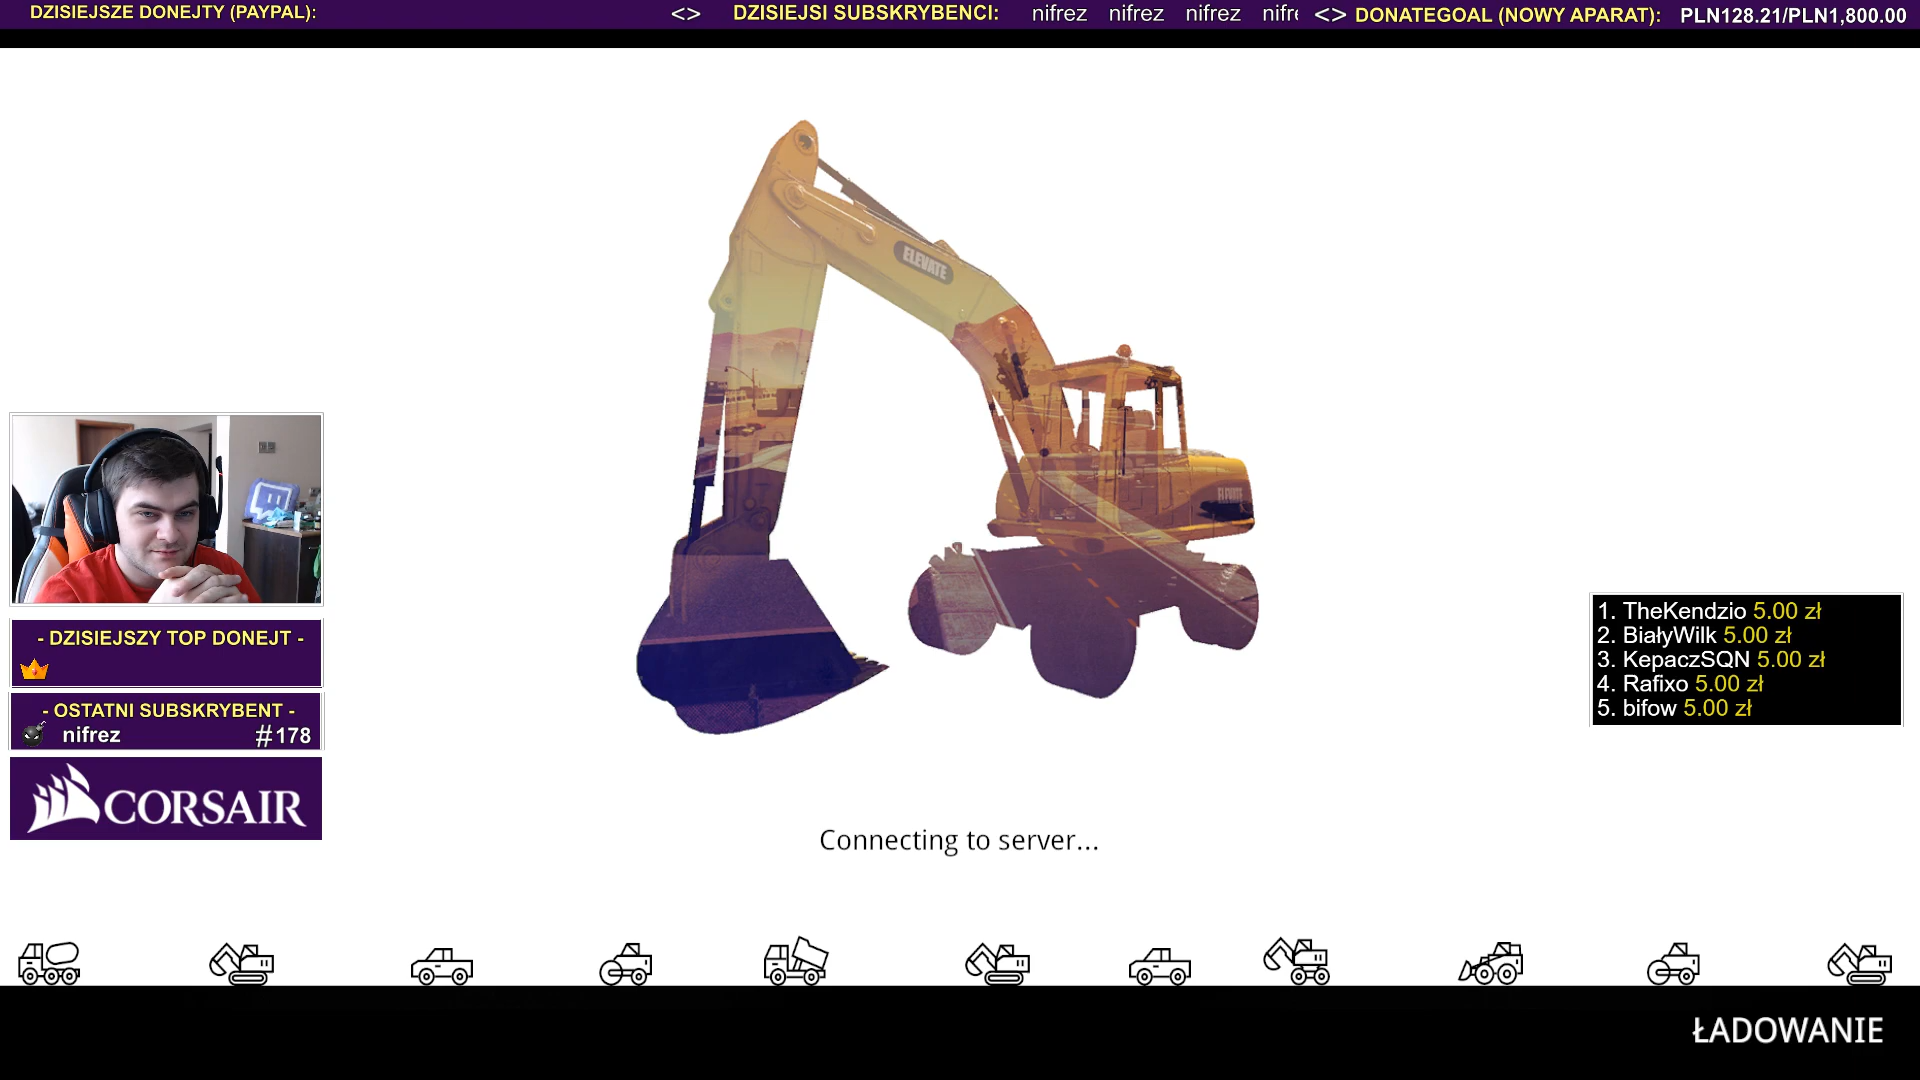 DZISIEJSZE DONEJTY (PAYPAL):
<> DZISIEJSI SUBSKRYBENCI: nifrez nifrez nifrez nifr
<> DONATEGOAL (NOWY APARAT): PLN128.21/PLN1,800.00
ELEVATE
ELEVATE
- DZISIEJSZY TOP DONEJT -
- OSTATNI SUBSKRYBENT -
nifrez #178
CORSAIR
1. TheKendzio 5.00 zł
2. BiałyWilk 5.00 zł
3. KepaczSQN 5.00 zł
4. Rafixo 5.00 zł
5. bifow 5.00 zł
Connecting to server...
ŁADOWANIE